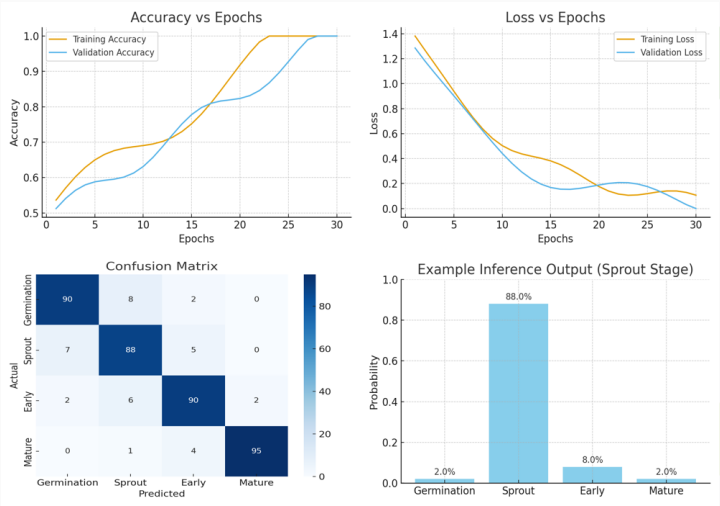 Accuracy vs Epochs
Training Accuracy
Validation Accuracy
1.0
0.9
0.8
0.7
0.6
0.5
Accuracy
0 5 10 15 20 25 30
Epochs
Loss vs Epochs
Training Loss
Validation Loss
1.4
1.2
1.0
0.8
0.6
0.4
0.2
0.0
Loss
0 5 10 15 20 25 30
Epochs
Confusion Matrix
Actual
Germination 90 8 2 0
Sprout 7 88 5 0
Early 2 6 90 2
Mature 0 1 4 95
Germination Sprout Early Mature
Predicted
80
60
40
20
0
Example Inference Output (Sprout Stage)
Probability
1.0
0.8
0.6
0.4
0.2
0.0
2.0% 88.0% 8.0% 2.0%
Germination Sprout Early Mature